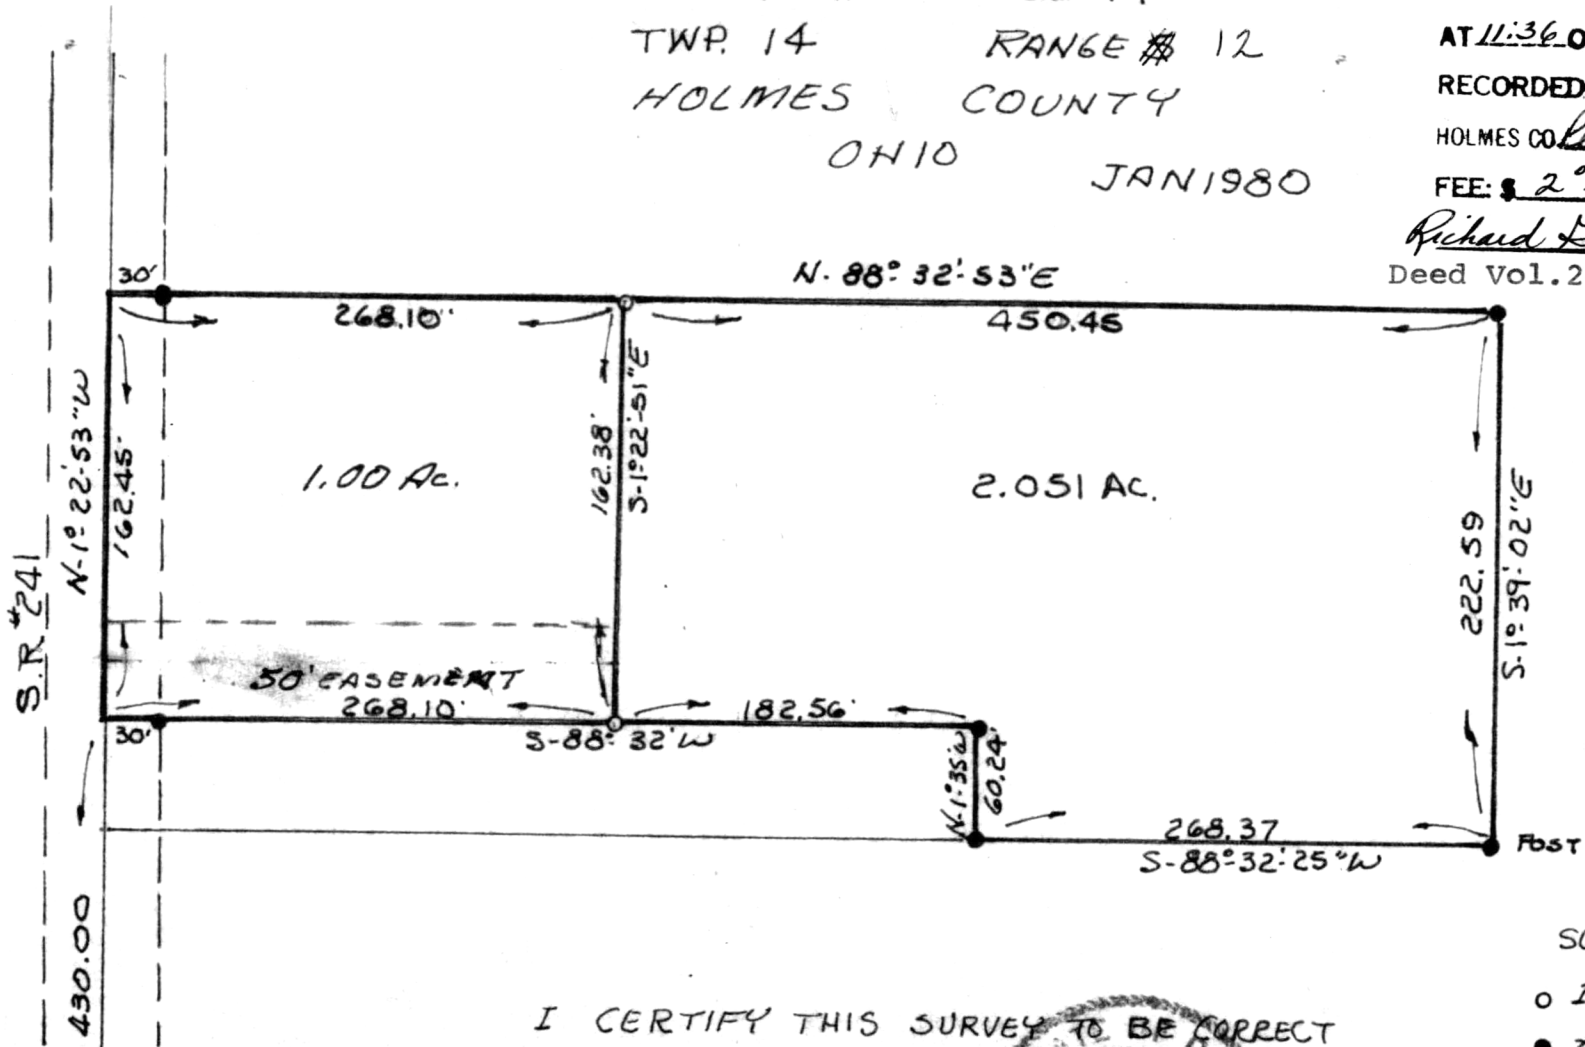 TWP. 14 RANGE 12
HOLMES COUNTY
OHIO
JAN 1980
AT 11:36 O
RECORDED
HOLMES CO.
FEE: $ 2
Richard
Deed Vol.2
30'
N. 88° 32' 53"E
268.10'
450.45
N-1° 22' 53"W
162.45'
162.38'
S-1° 22' 51"E
1.00 Ac.
2.051 AC.
222.59
S-1° 39' 02"E
S.R #241
50' EASEMENT
268.10'
182.56'
30'
S-88° 32' W
N-1° 35' W
60.24'
268.37
S-88° 32' 25"W
POST
430.00
I CERTIFY THIS SURVEY TO BE CORRECT